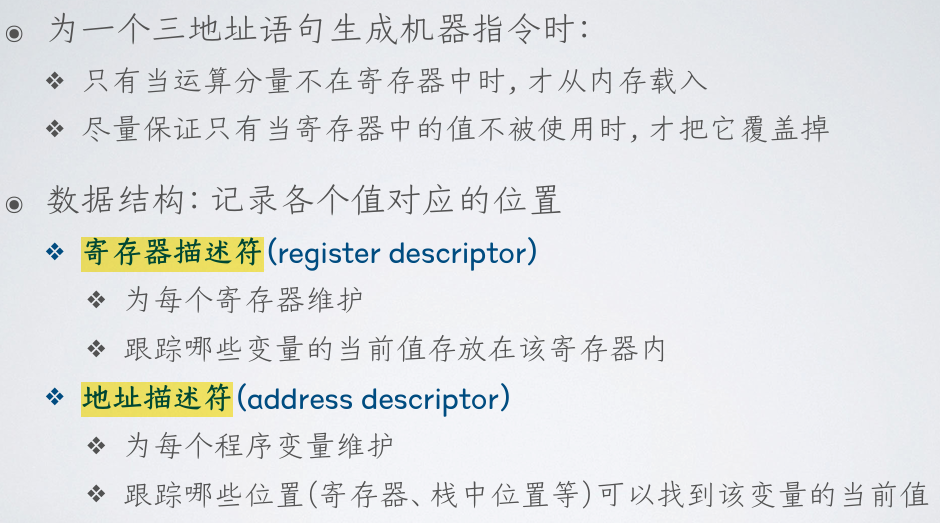 为一个三地址语句生成机器指令时:
只有当运算分量不在寄存器中时, 才从内存载入
尽量保证只有当寄存器中的值不被使用时, 才把它覆盖掉
数据结构: 记录各个值对应的位置
寄存器描述符(register descriptor)
为每个寄存器维护
跟踪哪些变量的当前值存放在该寄存器内
地址描述符(address descriptor)
为每个程序变量维护
跟踪哪些位置(寄存器、栈中位置等)可以找到该变量的当前值